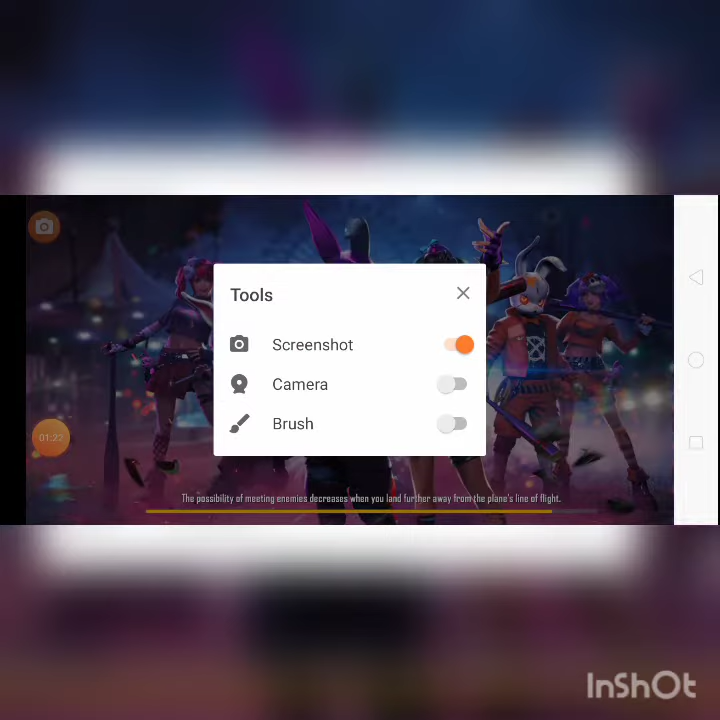 Tools
Screenshot
Camera
Brush
01:22
The possibility of meeting enemies decreases when you land further away from the plane's line of flight.
InShOt